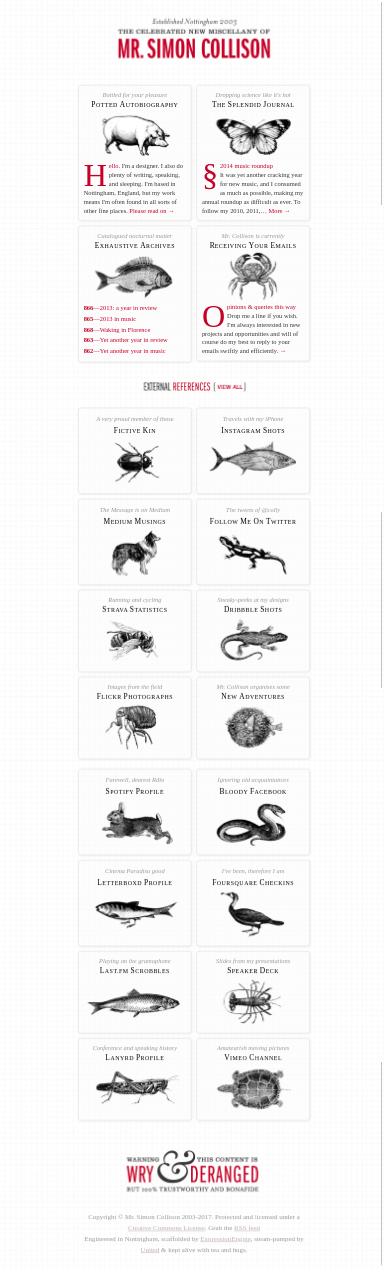 Established Nottingham 2003
THE CELEBRATED NEW MISCELLANY OF
MR. SIMON COLLISON
Bottled for your pleasure
POTTED AUTOBIOGRAPHY
Hello. I'm a designer. I also do
plenty of writing, speaking,
and sleeping. I'm based in
Nottingham, England, but my work
means I'm often found in all sorts of
other fine places. Please read on →
Dropping science like it's hot
THE SPLENDID JOURNAL
§ 2014 music roundup
It was yet another cracking year
for new music, and I consumed
as much as possible, making my
annual roundup as difficult as ever. To
follow my 2010, 2011,… More →
Catalogued nocturnal matter
EXHAUSTIVE ARCHIVES
866—2013: a year in review
865—2013 in music
868—Waking in Florence
863—Yet another year in review
862—Yet another year in music
Mr. Collison is currently
RECEIVING YOUR EMAILS
Opinions & queries this way
Drop me a line if you wish.
I'm always interested in new
projects and opportunities and will of
course do my best to reply to your
emails swiftly and efficiently. →
EXTERNAL REFERENCES [ VIEW ALL ]
A very proud member of these
FICTIVE KIN
Travels with my iPhone
INSTAGRAM SHOTS
The Message is on Medium
MEDIUM MUSINGS
The tweets of @colly
FOLLOW ME ON TWITTER
Running and cycling
STRAVA STATISTICS
Sneaky-peeks at my designs
DRIBBBLE SHOTS
Images from the field
FLICKR PHOTOGRAPHS
Mr. Collison organises some
NEW ADVENTURES
Farewell, dearest Rdio
SPOTIFY PROFILE
Ignoring old acquaintances
BLOODY FACEBOOK
Cinema Paradiso good
LETTERBOXD PROFILE
I've been, therefore I am
FOURSQUARE CHECKINS
Playing on the gramophone
LAST.FM SCROBBLES
Slides from my presentations
SPEAKER DECK
Conference and speaking history
LANYRD PROFILE
Amateurish moving pictures
VIMEO CHANNEL
WARNING & THIS CONTENT IS
WRY & DERANGED
BUT 100% TRUSTWORTHY AND BONAFIDE
Copyright © Mr. Simon Collison 2003-2017. Protected and licensed under a
Creative Commons License. Grab the RSS feed
Engineered in Nottingham, scaffolded by ExpressionEngine, steam-pumped by
United & kept alive with tea and hugs.